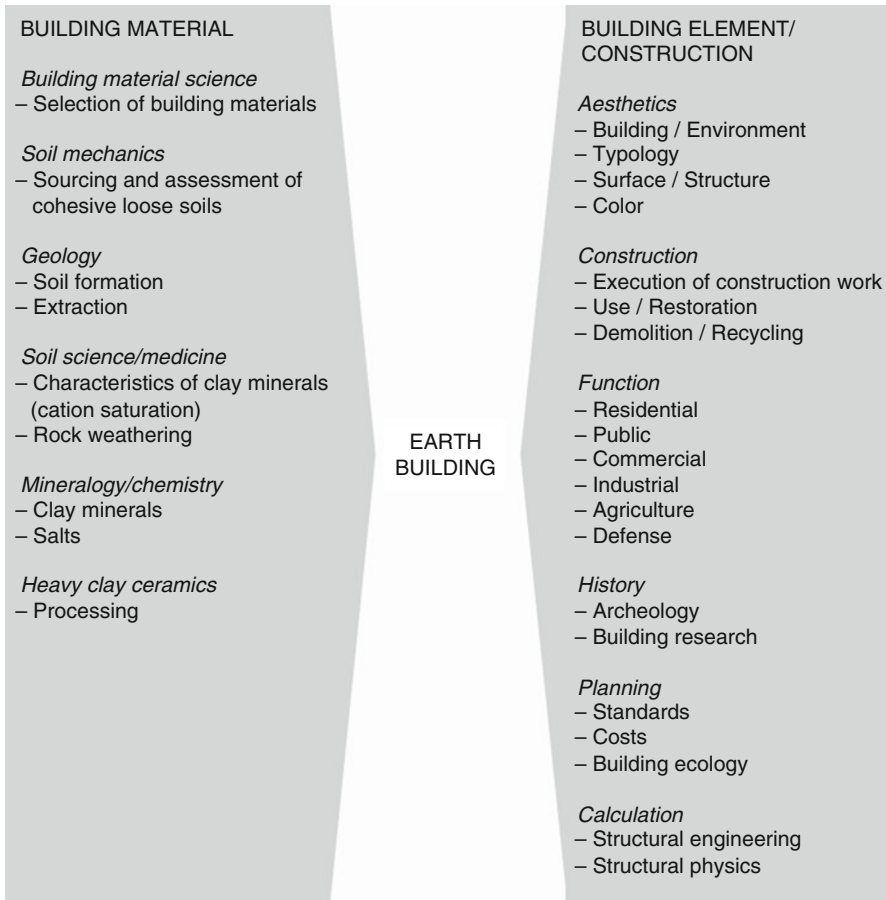 BUILDING MATERIAL
Building material science
– Selection of building materials
Soil mechanics
– Sourcing and assessment of
cohesive loose soils
Geology
– Soil formation
– Extraction
Soil science/medicine
– Characteristics of clay minerals
(cation saturation)
– Rock weathering
Mineralogy/chemistry
– Clay minerals
– Salts
Heavy clay ceramics
– Processing
EARTH
BUILDING
BUILDING ELEMENT/
CONSTRUCTION
Aesthetics
– Building / Environment
– Typology
– Surface / Structure
– Color
Construction
– Execution of construction work
– Use / Restoration
– Demolition / Recycling
Function
– Residential
– Public
– Commercial
– Industrial
– Agriculture
– Defense
History
– Archeology
– Building research
Planning
– Standards
– Costs
– Building ecology
Calculation
– Structural engineering
– Structural physics